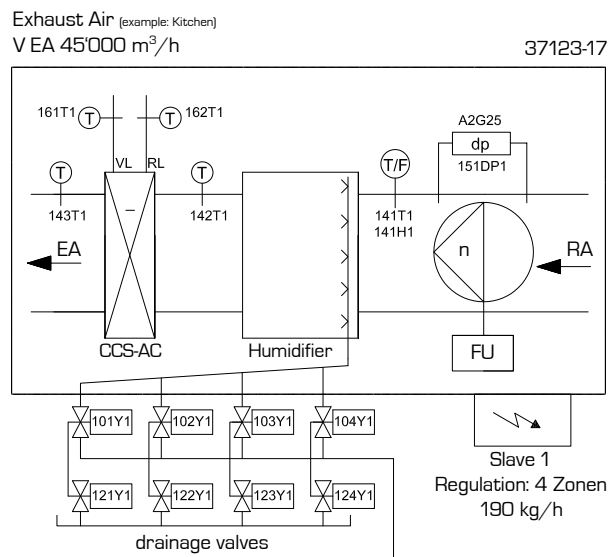 Exhaust Air (example: Kitchen)
V EA 45'000 m³/h
37123-17
161T1 T
T 162T1
A2G25
dp
151DP1
VL RL
T
T
T/F
143T1
142T1
141T1
141H1
–
n
EA
RA
CCS-AC
Humidifier
FU
101Y1 102Y1 103Y1 104Y1
121Y1 122Y1 123Y1 124Y1
drainage valves
Slave 1
Regulation: 4 Zonen
190 kg/h